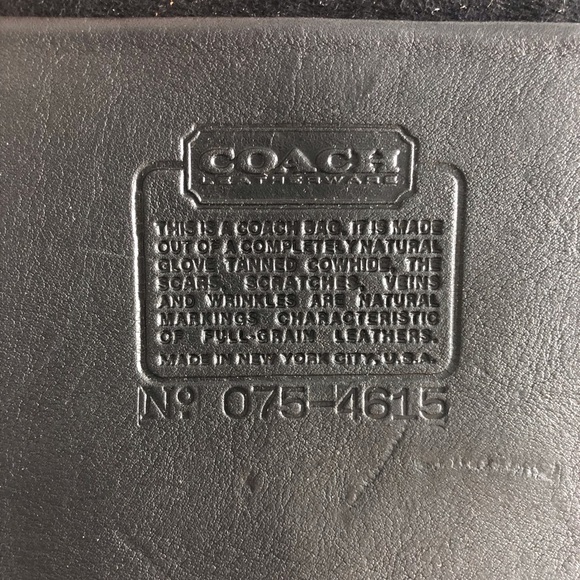 COACH
LEATHERWARE
THIS IS A COACH BAG. IT IS MADE
OUT OF A COMPLETELY NATURAL
GLOVE TANNED COWHIDE, THE
SCARS, SCRATCHES, VEINS
AND WRINKLES ARE NATURAL
MARKINGS CHARACTERISTIC
OF FULL-GRAIN LEATHERS.
MADE IN NEW YORK CITY, U.S.A.
Nº 075-4615